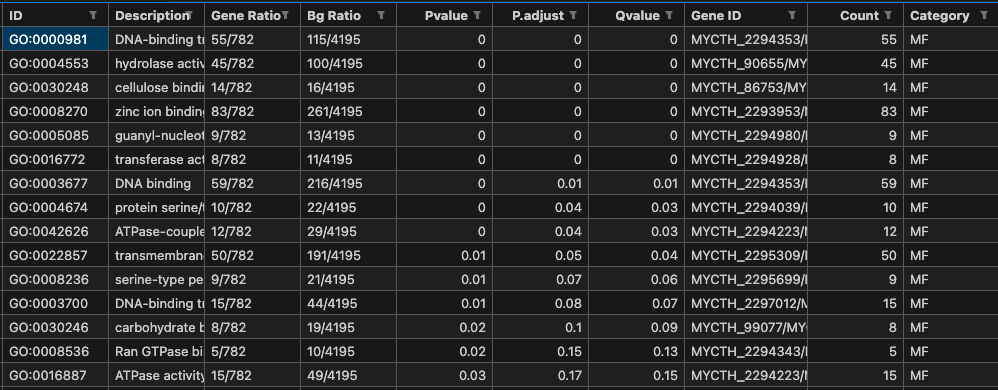 ID Description Gene Ratio Bg Ratio Pvalue P.adjust Qvalue Gene ID Count Category
GO:0000981 DNA-binding 55/782 115/4195 0 0 0 MYCTH_2294353/ 55 MF
GO:0004553 hydrolase 45/782 100/4195 0 0 0 MYCTH_90655/MY 45 MF
GO:0030248 cellulose bindi 14/782 16/4195 0 0 0 MYCTH_86753/MY 14 MF
GO:0008270 zinc ion binding 83/782 261/4195 0 0 0 MYCTH_2293953/ 83 MF
GO:0005085 guanyl-nucleot 9/782 13/4195 0 0 0 MYCTH_2294980/ 9 MF
GO:0016772 transferase act 8/782 11/4195 0 0 0 MYCTH_2294928/ 8 MF
GO:0003677 DNA binding 59/782 216/4195 0 0.01 0.01 MYCTH_2294353/ 59 MF
GO:0004674 protein serine/ 10/782 22/4195 0 0.04 0.03 MYCTH_2294039/ 10 MF
GO:0042626 ATPase-couple 12/782 29/4195 0 0.04 0.03 MYCTH_2294223/ 12 MF
GO:0022857 transmembran 50/782 191/4195 0.01 0.05 0.04 MYCTH_2295309/ 50 MF
GO:0008236 serine-type pe 9/782 21/4195 0.01 0.07 0.06 MYCTH_2295699/ 9 MF
GO:0003700 DNA-binding 15/782 44/4195 0.01 0.08 0.07 MYCTH_2297012/ 15 MF
GO:0030246 carbohydrate b 8/782 19/4195 0.02 0.1 0.09 MYCTH_99077/MY 8 MF
GO:0008536 Ran GTPase bi 5/782 10/4195 0.02 0.15 0.13 MYCTH_2294343/ 5 MF
GO:0016887 ATPase activity 15/782 49/4195 0.03 0.17 0.15 MYCTH_2294223/ 15 MF